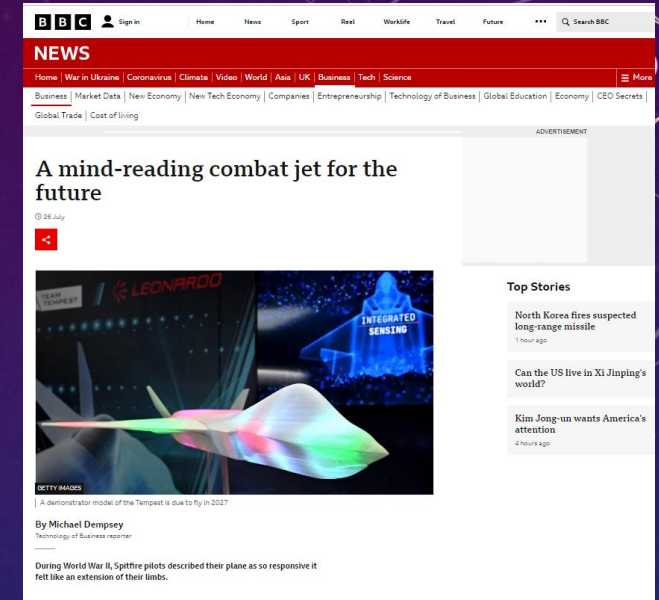 BBC Sign in Home News Sport Reel Worklife Travel Future ••• Search BBC
NEWS
Home | War in Ukraine | Coronavirus | Climate | Video | World | Asia | UK | Business | Tech | Science More
Business | Market Data | New Economy | New Tech Economy | Companies | Entrepreneurship | Technology of Business | Global Education | Economy | CEO Secrets |
Global Trade | Cost of living
ADVERTISEMENT
A mind-reading combat jet for the
future
26 July
TEAM
TEMPEST
LEONARDO
INTEGRATED
SENSING
GETTY IMAGES
A demonstrator model of the Tempest is due to fly in 2027
By Michael Dempsey
Technology of Business reporter
During World War II, Spitfire pilots described their plane as so responsive it
felt like an extension of their limbs.
Top Stories
North Korea fires suspected
long-range missile
1 hour ago
Can the US live in Xi Jinping's
world?
Kim Jong-un wants America's
attention
4 hours ago